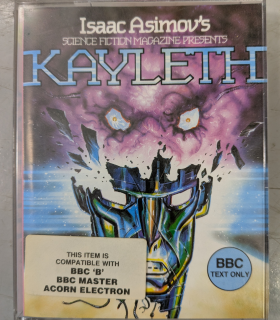 Isaac Asimov's
SCIENCE FICTION MAGAZINE PRESENTS
KAYLETH
THIS ITEM IS
COMPATIBLE WITH
BBC 'B'
BBC MASTER
ACORN ELECTRON
BBC
TEXT ONLY